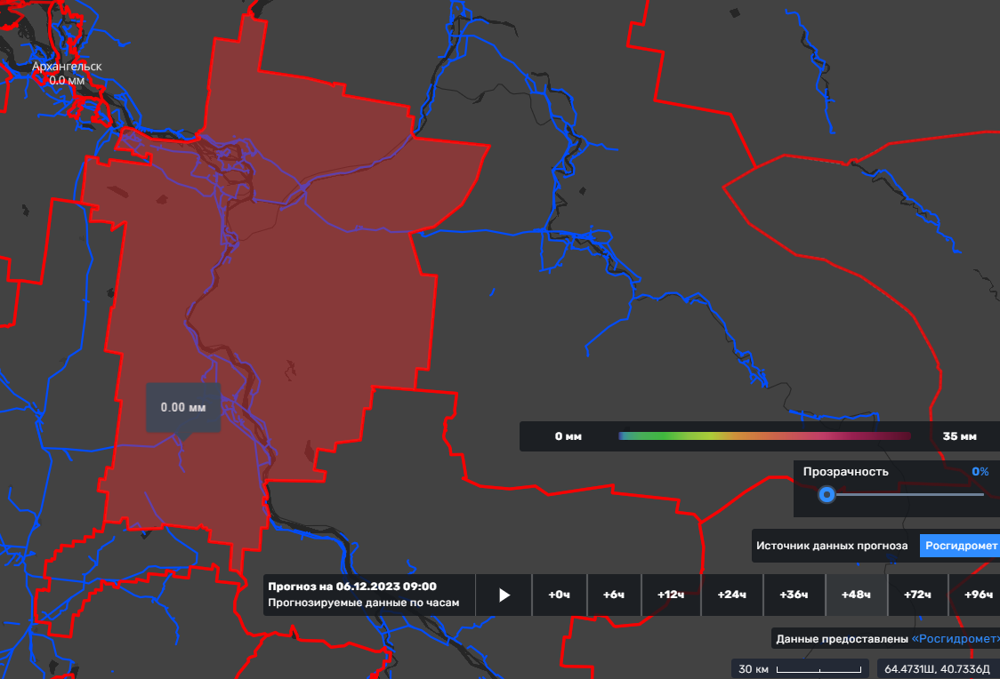 Архангельск
0.0 мм
0.00 мм
0 мм
35 мм
Прозрачность
0%
Источник данных прогноза
Росгидромет
Прогноз на 06.12.2023 09:00
Прогнозируемые данные по часам
+0ч
+6ч
+12ч
+24ч
+36ч
+48ч
+72ч
+96ч
Данные предоставлены «Росгидромет»
30 км
64.4731Ш, 40.7336Д